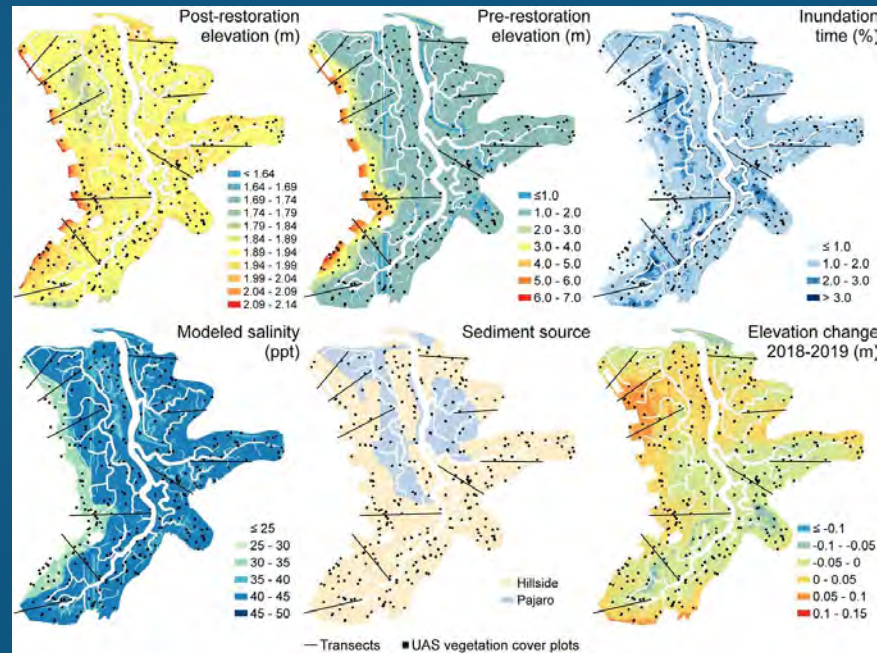 Post-restoration
elevation (m)
< 1.64
1.64 - 1.69
1.69 - 1.74
1.74 - 1.79
1.79 - 1.84
1.84 - 1.89
1.89 - 1.94
1.94 - 1.99
1.99 - 2.04
2.04 - 2.09
2.09 - 2.14
Pre-restoration
elevation (m)
≤1.0
1.0 - 2.0
2.0 - 3.0
3.0 - 4.0
4.0 - 5.0
5.0 - 6.0
6.0 - 7.0
Inundation
time (%)
≤ 1.0
1.0 - 2.0
2.0 - 3.0
> 3.0
Modeled salinity
(ppt)
≤ 25
25 - 30
30 - 35
35 - 40
40 - 45
45 - 50
Sediment source
Hillside
Pajaro
Elevation change
2018-2019 (m)
≤ -0.1
-0.1 - -0.05
-0.05 - 0
0 - 0.05
0.05 - 0.1
0.1 - 0.15
Transects
UAS vegetation cover plots